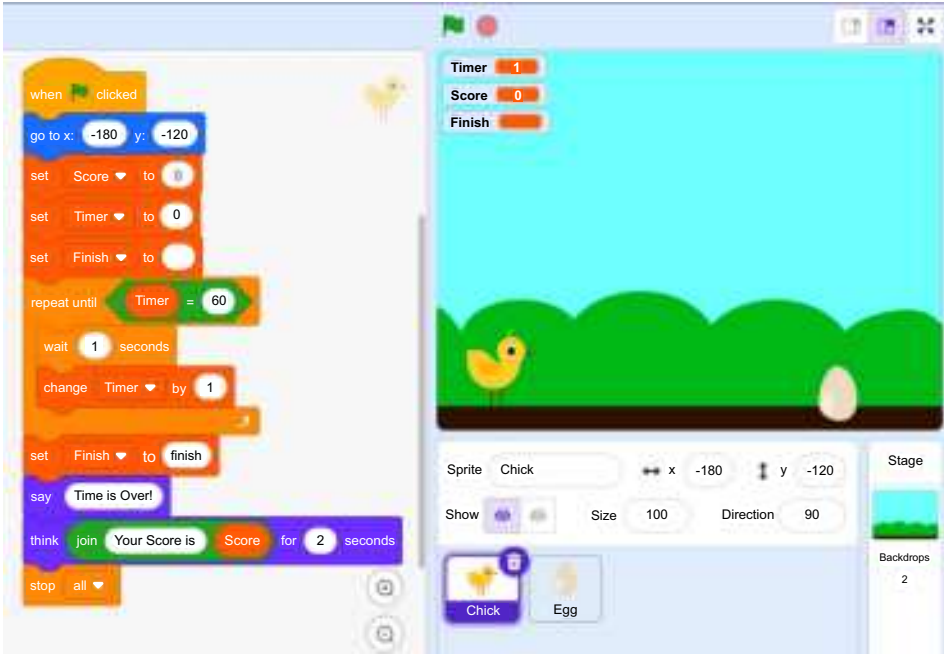 when clicked
go to x: -180 y: -120
set Score to 0
set Timer to 0
set Finish to
repeat until Timer = 60
wait 1 seconds
change Timer by 1
set Finish to finish
say Time is Over!
think join Your Score is Score for 2 seconds
stop all
Timer 1
Score 0
Finish
Sprite Chick x -180 y -120
Show Size 100 Direction 90
Chick
Egg
Stage
Backdrops
2